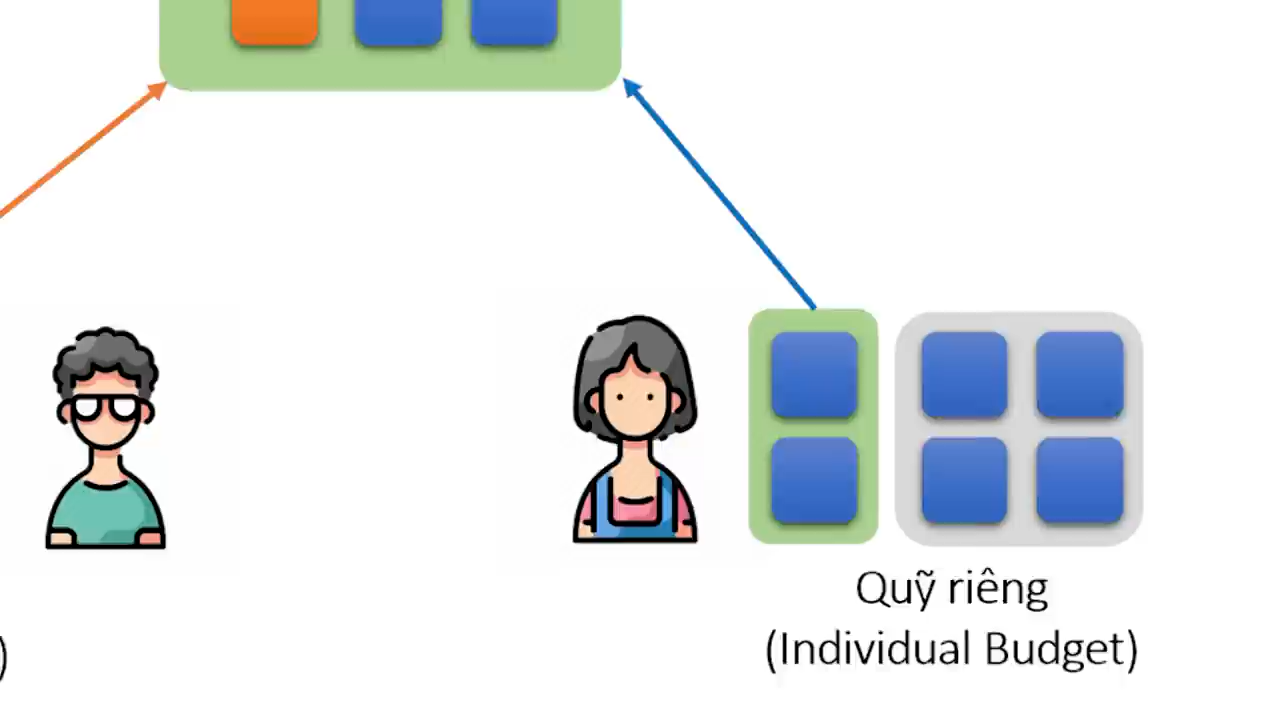 Quỹ riêng
(Individual Budget)
)